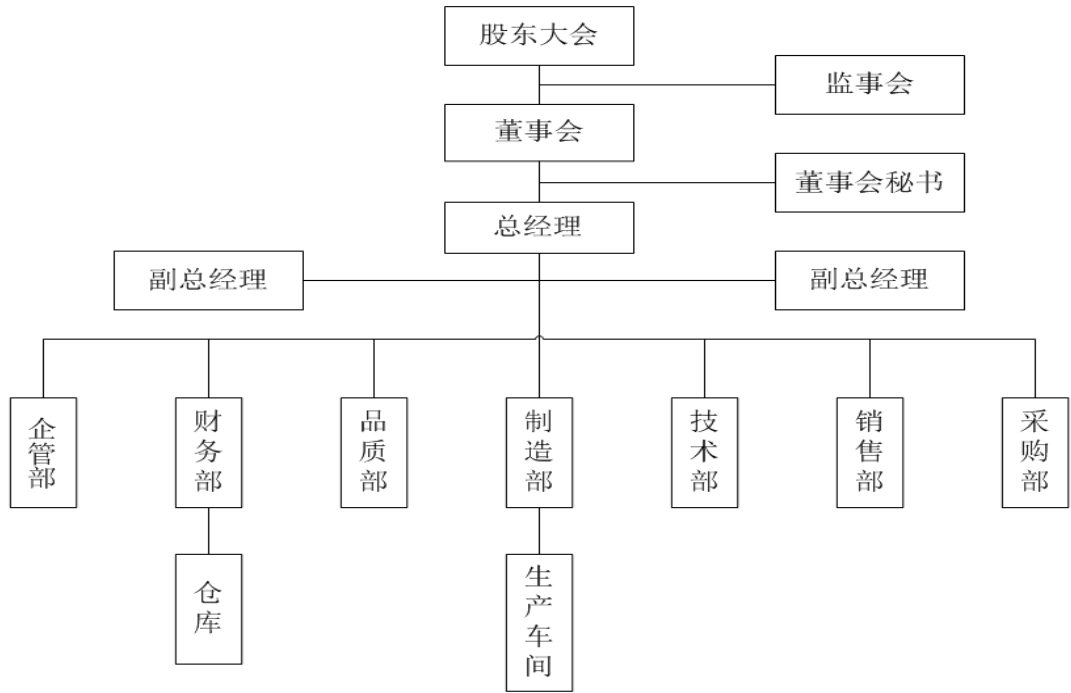 股东大会
监事会
董事会
董事会秘书
总经理
副总经理
副总经理
企管部
财务部
品质部
制造部
技术部
销售部
采购部
仓库
生产车间